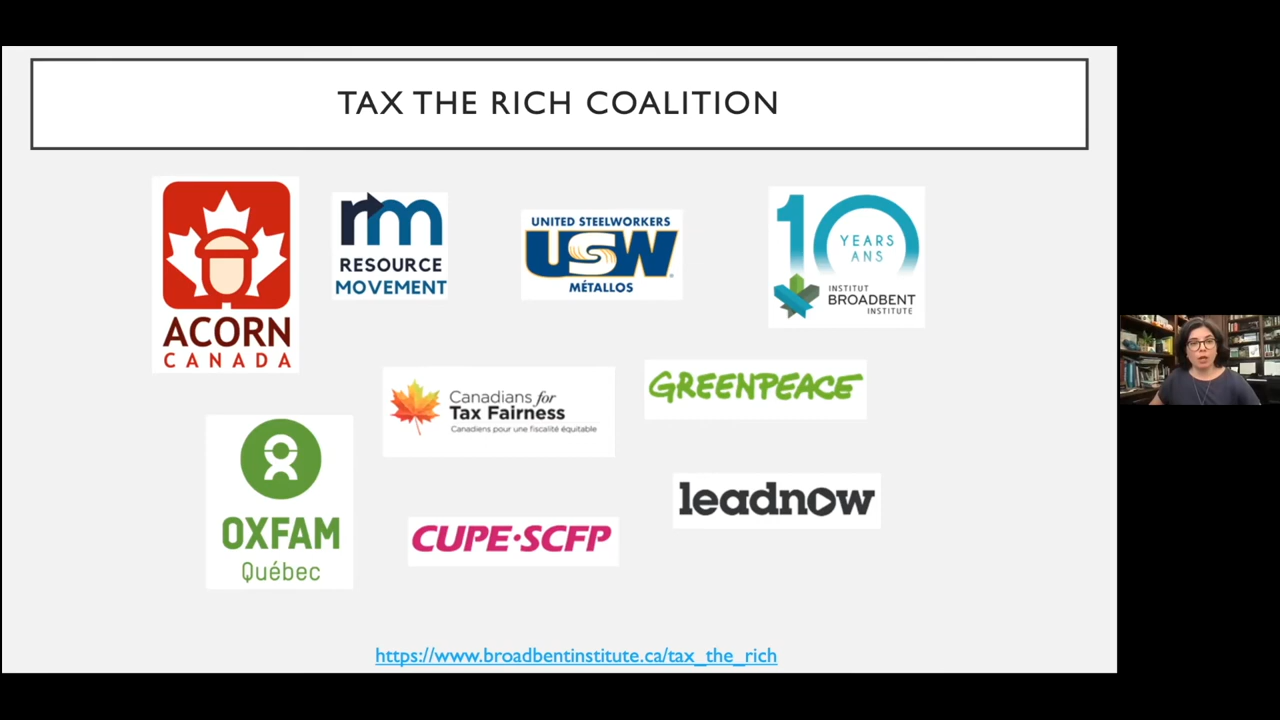 TAX THE RICH COALITION
ACORN
CANADA
rm
RESOURCE
MOVEMENT
UNITED STEELWORKERS
USW
MÉTALLOS
10
YEARS
ANS
INSTITUT
BROADBENT
INSTITUTE
Canadians for
Tax Fairness
Canadiens pour une fiscalité équitable
GREENPEACE
OXFAM
Québec
CUPE·SCFP
leadnow
https://www.broadbentinstitute.ca/tax_the_rich